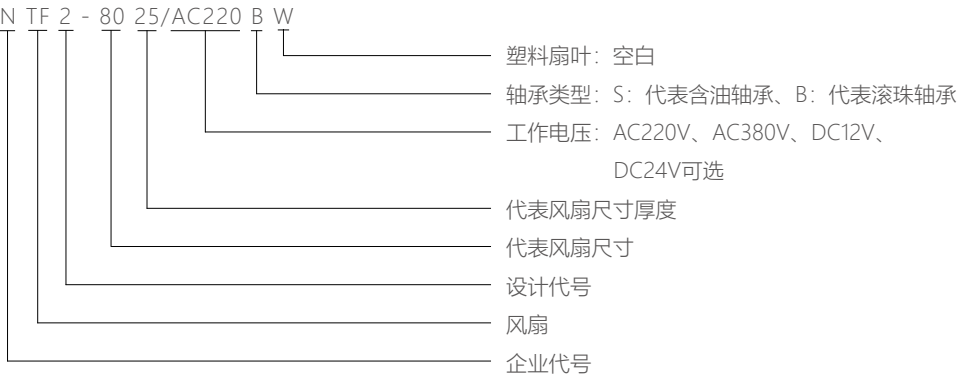 N TF 2 - 80 25/AC220 B W
塑料扇叶：空白
轴承类型：S：代表含油轴承、B：代表滚珠轴承
工作电压：AC220V、AC380V、DC12V、
DC24V可选
代表风扇尺寸厚度
代表风扇尺寸
设计代号
风扇
企业代号